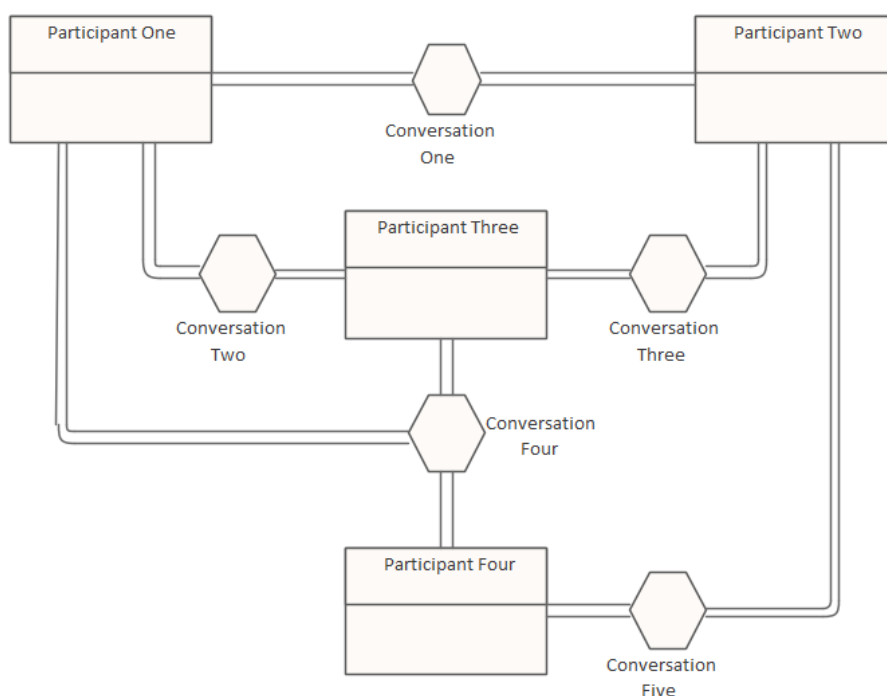 Participant One
Participant Two
Conversation
One
Participant Three
Conversation
Two
Conversation
Three
Conversation
Four
Participant Four
Conversation
Five